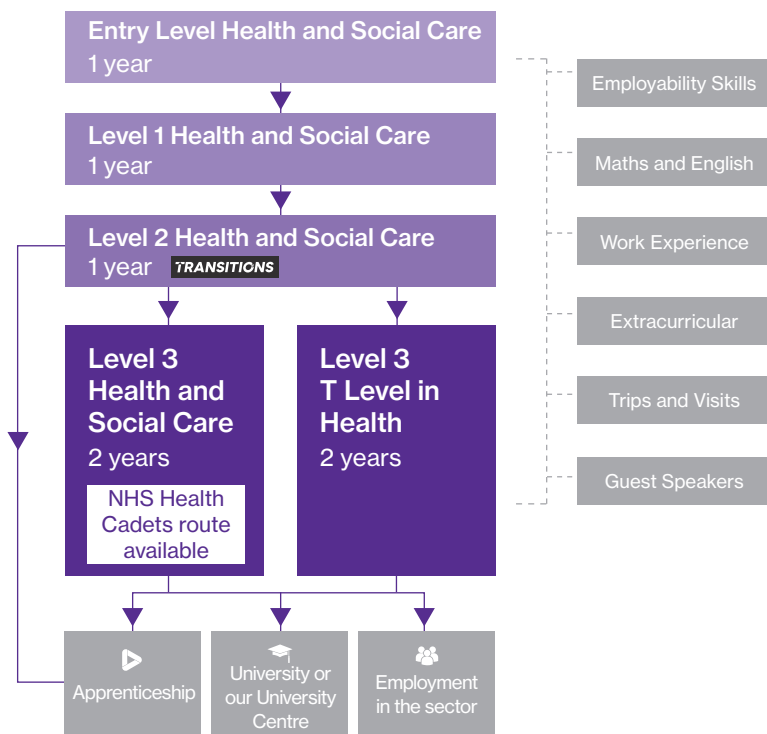 Entry Level Health and Social Care
1 year
Level 1 Health and Social Care
1 year
Level 2 Health and Social Care
1 year TRANSITIONS
Level 3
Health and
Social Care
2 years
NHS Health
Cadets route
available
Level 3
T Level in
Health
2 years
Apprenticeship
University or
our University
Centre
Employment
in the sector
Employability Skills
Maths and English
Work Experience
Extracurricular
Trips and Visits
Guest Speakers